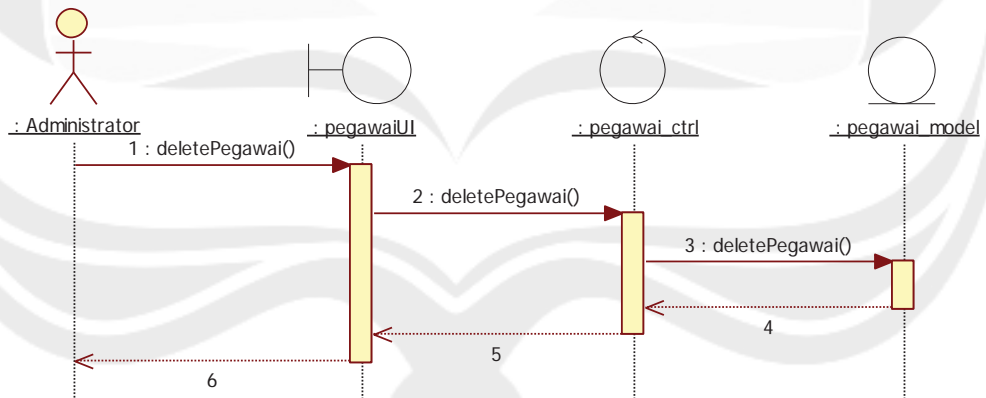 : Administrator
: pegawaiUI
: pegawai_ctrl
: pegawai_model
1 : deletePegawai()
2 : deletePegawai()
3 : deletePegawai()
4
5
6